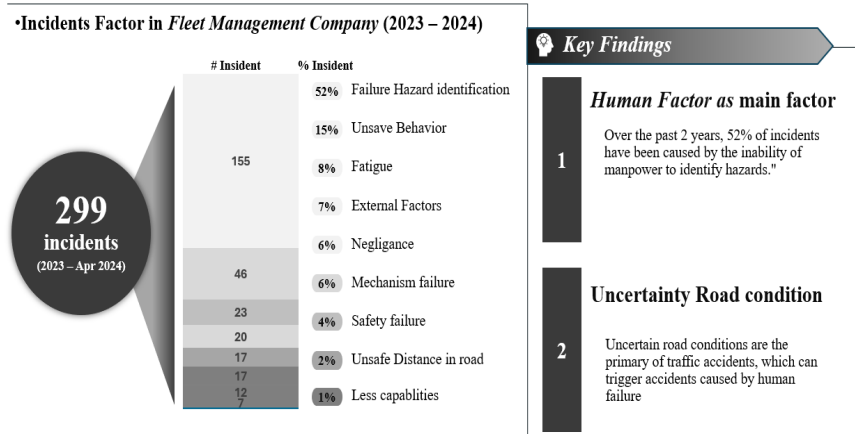 •Incidents Factor in Fleet Management Company (2023 – 2024)
# Incident
% Incident
299
incidents
(2023 – Apr 2024)
155
46
23
20
17
17
12
7
52% Failure Hazard identification
15% Unsave Behavior
8% Fatigue
7% External Factors
6% Negligance
6% Mechanism failure
4% Safety failure
2% Unsafe Distance in road
1% Less capablities
Key Findings
1
Human Factor as main factor
Over the past 2 years, 52% of incidents
have been caused by the inability of
manpower to identify hazards."
2
Uncertainty Road condition
Uncertain road conditions are the
primary of traffic accidents, which can
trigger accidents caused by human
failure